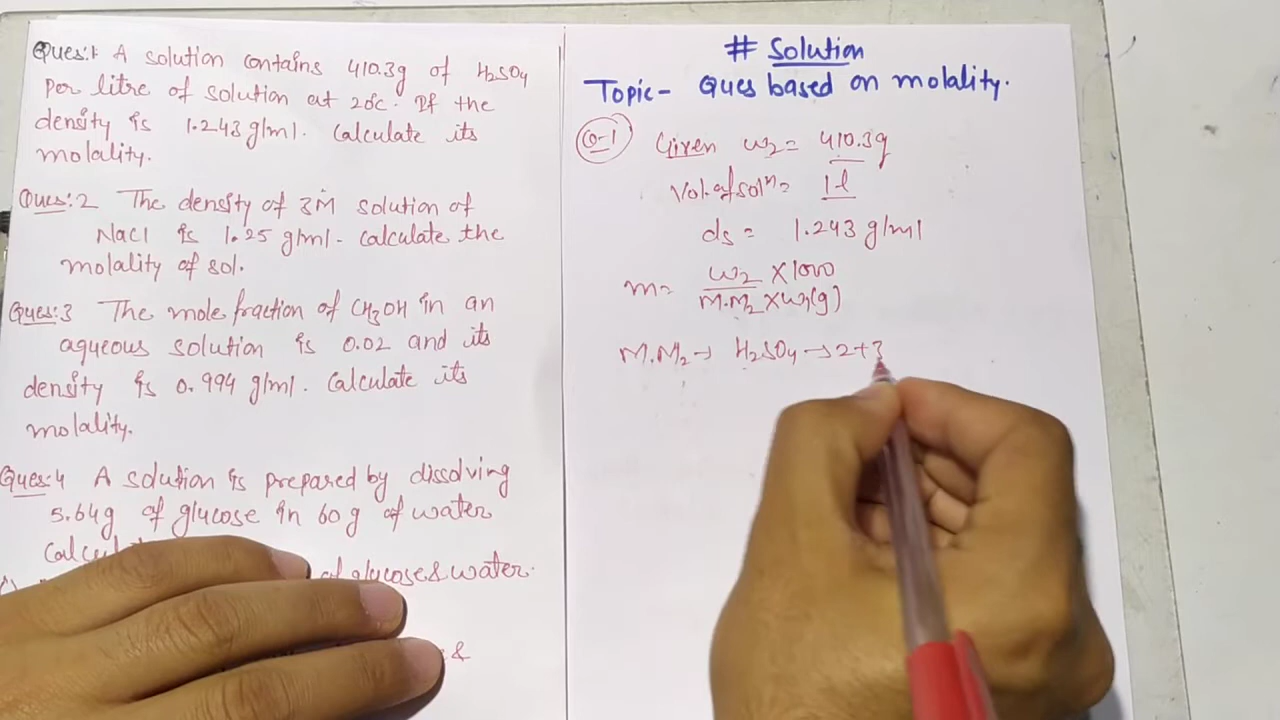 Ques:1 A solution contains 410.3g of H2SO4
per litre of solution at 20°c. If the
density is 1.243 g/ml. Calculate its
molality.
Ques:2 The density of 3M solution of
NaCl is 1.25 g/ml. Calculate the
molality of sol.
Ques:3 The mole fraction of CH3OH in an
aqueous solution is 0.02 and its
density is 0.994 g/ml. Calculate its
molality.
Ques:4 A solution is prepared by dissolving
5.64g of glucose in 60g of water
of glucose & water.
&
# Solution
Topic- Ques based on molality.
Q-1 Given w2 = 410.3g
Vol. of soln = 1l
ds = 1.243 g/ml
m = w2 X 1000
M.M2 X w1(g)
M.M2 → H2SO4 → 2+3